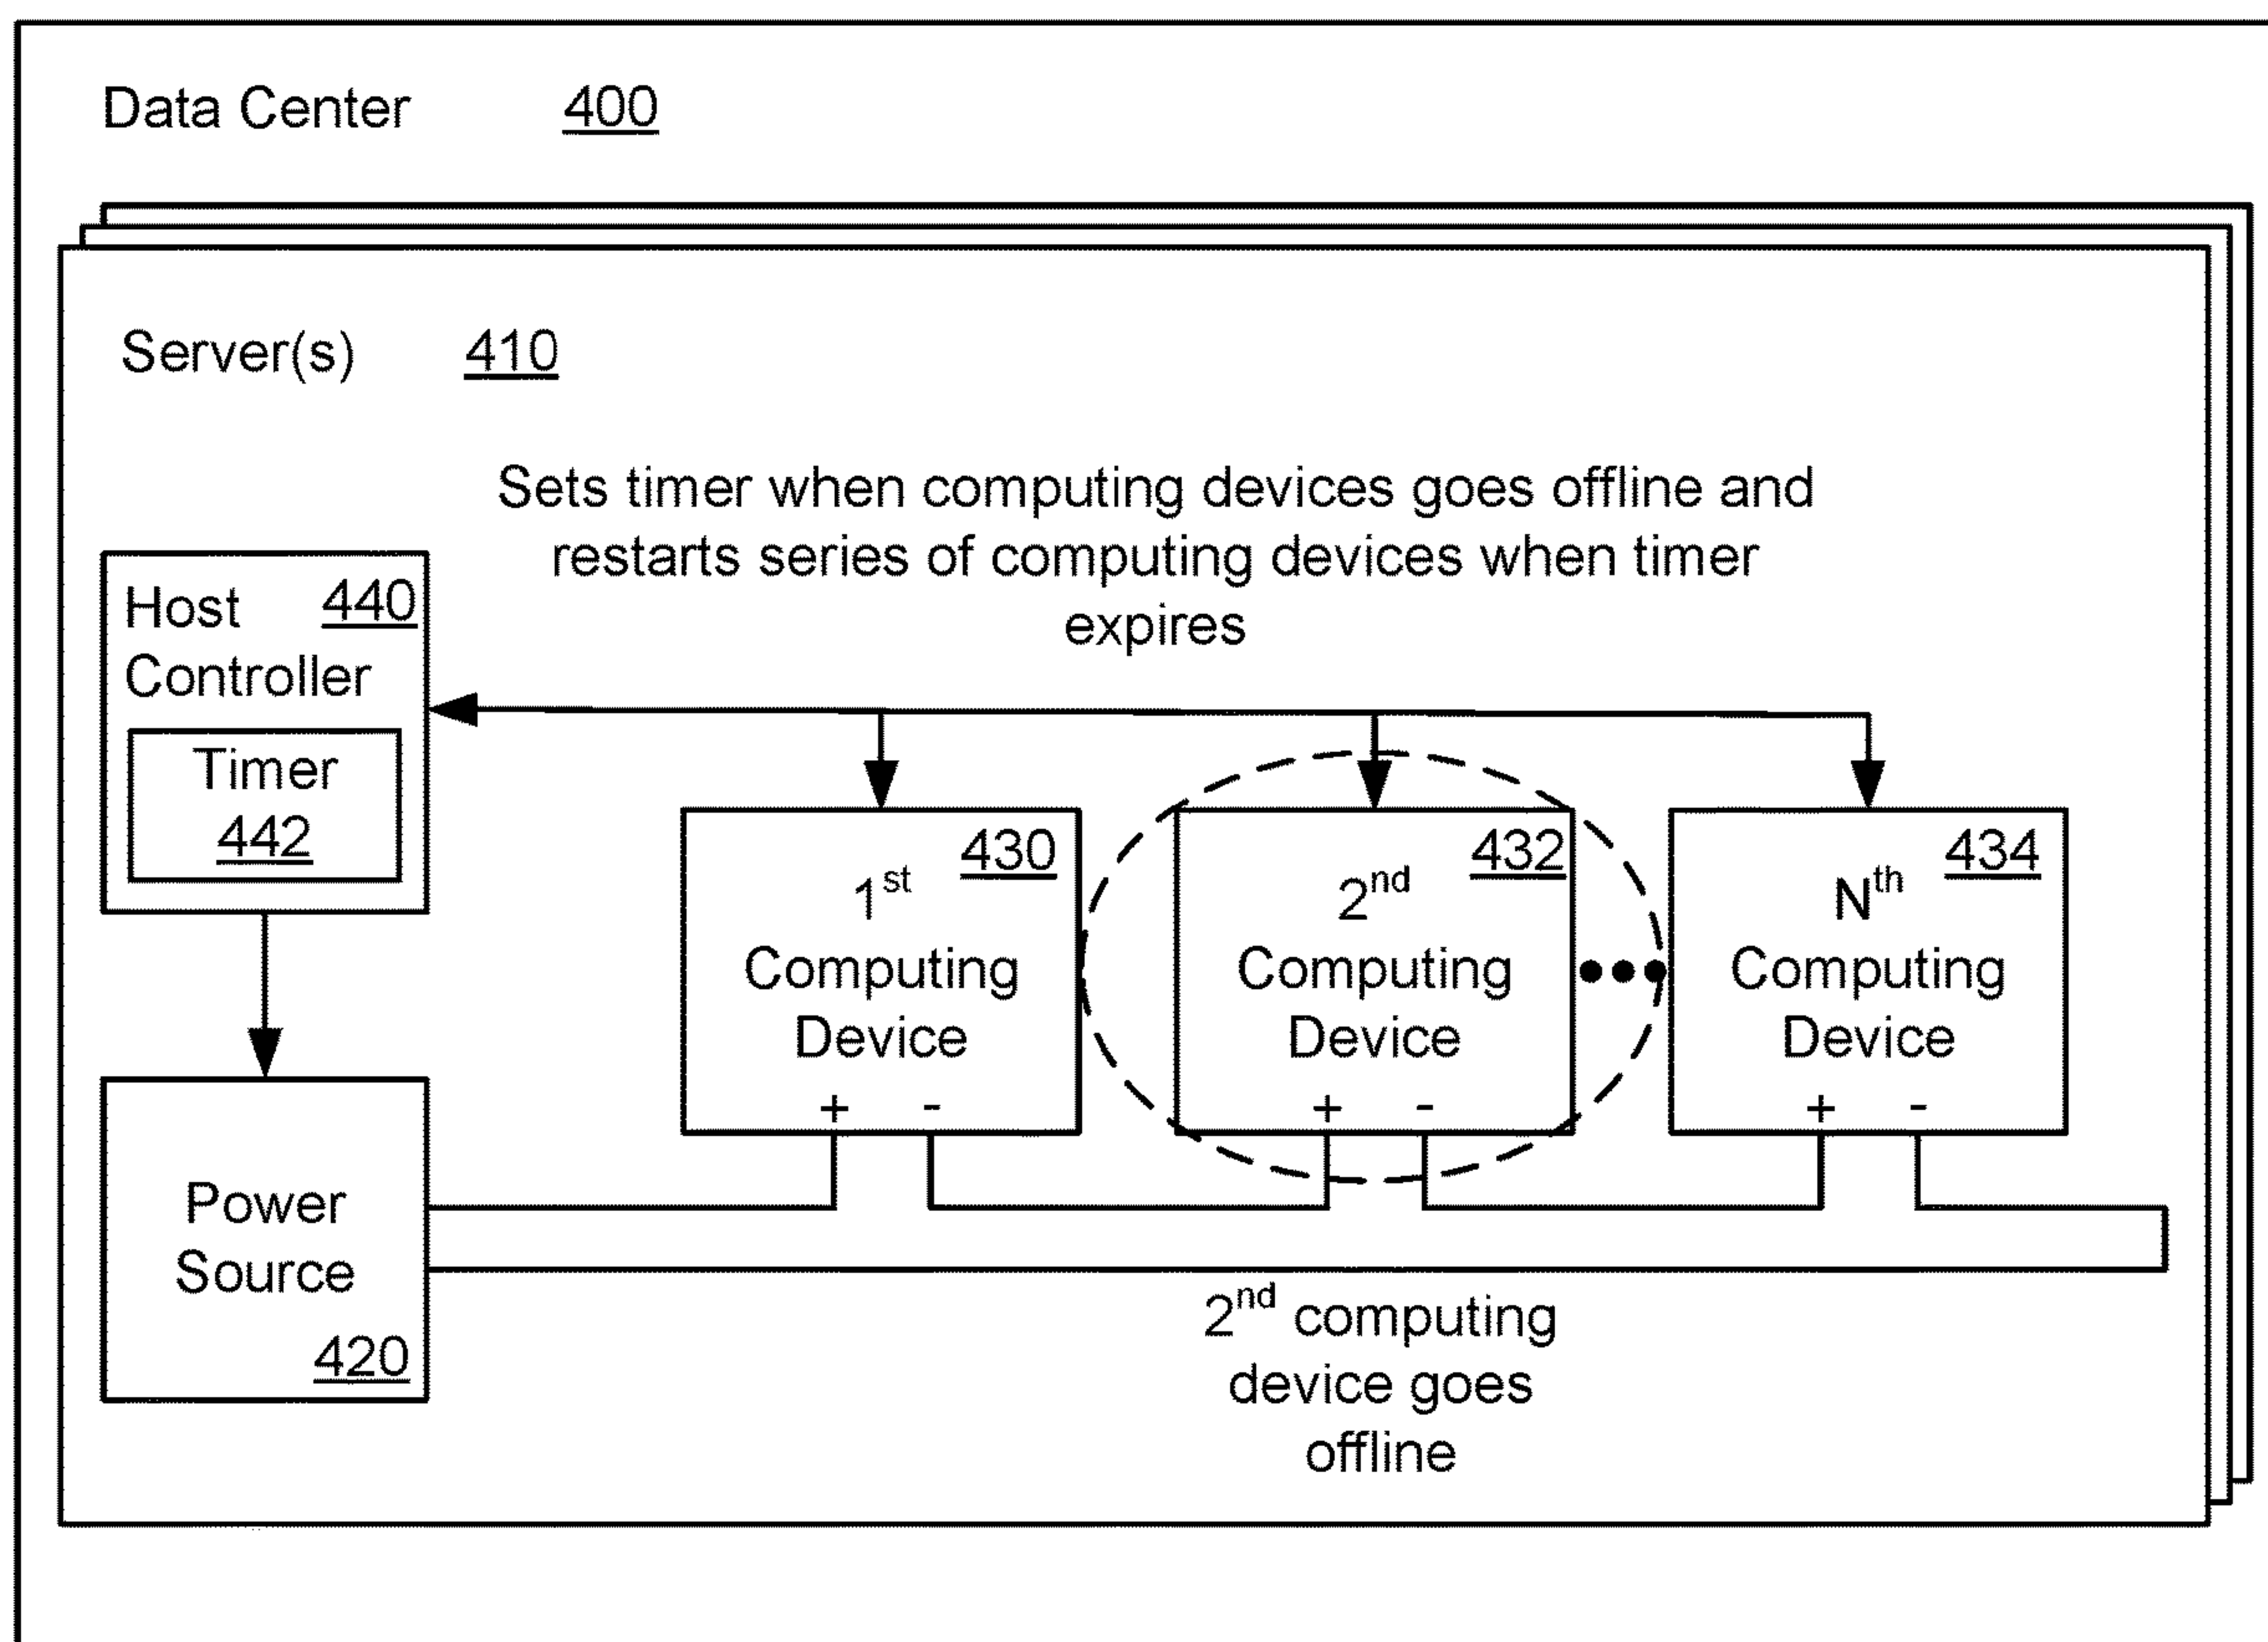 Data Center 400
Server(s) 410
Sets timer when computing devices goes offline and
restarts series of computing devices when timer
expires
Host 440
Controller
Timer
442
430
1st
Computing
Device
+ -
432
2nd
Computing
Device
+ -
434
Nth
Computing
Device
+ -
Power
Source
420
2nd computing
device goes
offline